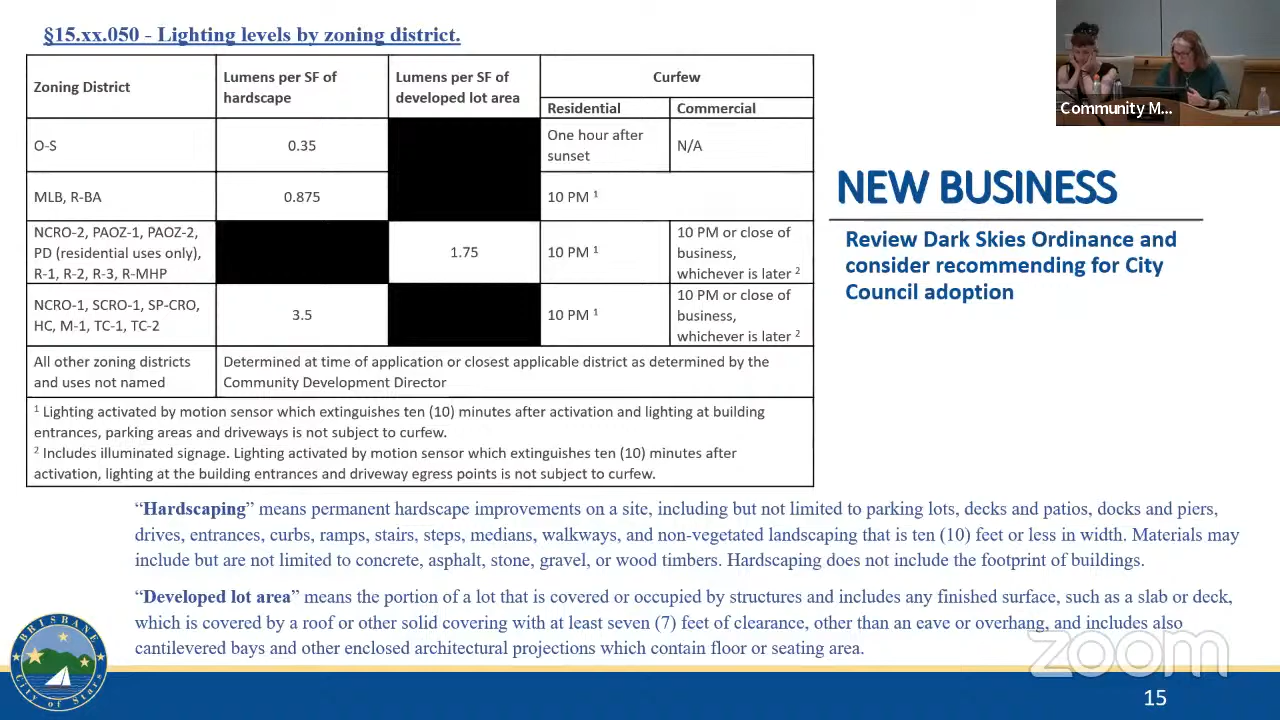 §15.xx.050 - Lighting levels by zoning district.
Zoning District
Lumens per SF of
hardscape
Lumens per SF of
developed lot area
Curfew
Residential
Commercial
O-S
0.35
One hour after
sunset
N/A
MLB, R-BA
0.875
10 PM ¹
NCRO-2, PAOZ-1, PAOZ-2,
PD (residential uses only),
R-1, R-2, R-3, R-MHP
1.75
10 PM ¹
10 PM or close of
business,
whichever is later ²
NCRO-1, SCRO-1, SP-CRO,
HC, M-1, TC-1, TC-2
3.5
10 PM ¹
10 PM or close of
business,
whichever is later ²
All other zoning districts
and uses not named
Determined at time of application or closest applicable district as determined by the
Community Development Director
¹ Lighting activated by motion sensor which extinguishes ten (10) minutes after activation and lighting at building
entrances, parking areas and driveways is not subject to curfew.
² Includes illuminated signage. Lighting activated by motion sensor which extinguishes ten (10) minutes after
activation, lighting at the building entrances and driveway egress points is not subject to curfew.
Community M...
NEW BUSINESS
Review Dark Skies Ordinance and
consider recommending for City
Council adoption
“Hardscaping” means permanent hardscape improvements on a site, including but not limited to parking lots, decks and patios, docks and piers,
drives, entrances, curbs, ramps, stairs, steps, medians, walkways, and non-vegetated landscaping that is ten (10) feet or less in width. Materials may
include but are not limited to concrete, asphalt, stone, gravel, or wood timbers. Hardscaping does not include the footprint of buildings.
“Developed lot area” means the portion of a lot that is covered or occupied by structures and includes any finished surface, such as a slab or deck,
which is covered by a roof or other solid covering with at least seven (7) feet of clearance, other than an eave or overhang, and includes also
cantilevered bays and other enclosed architectural projections which contain floor or seating area.
BRISBANE
City of Stars
zoom
15